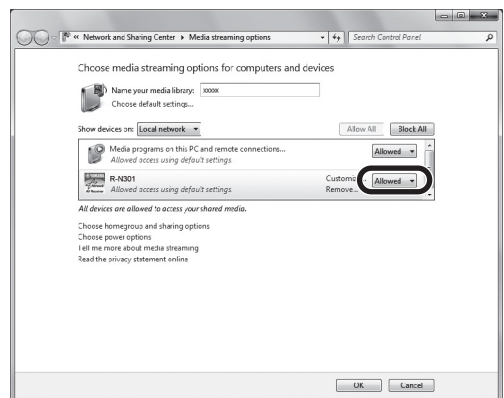 « Network and Sharing Center ▸ Media streaming options
Search Control Panel
Choose media streaming options for computers and devices
Name your media library: xxxxx
Choose default settings...
Show devices on: Local network
Allow All Block All
Media programs on this PC and remote connections...
Allowed access using default settings
Allowed
R-N301
Allowed access using default settings
Customize...
Remove...
Allowed
All devices are allowed to access your shared media.
Choose homegroup and sharing options
Choose power options
Tell me more about media streaming
Read the privacy statement online
OK Cancel